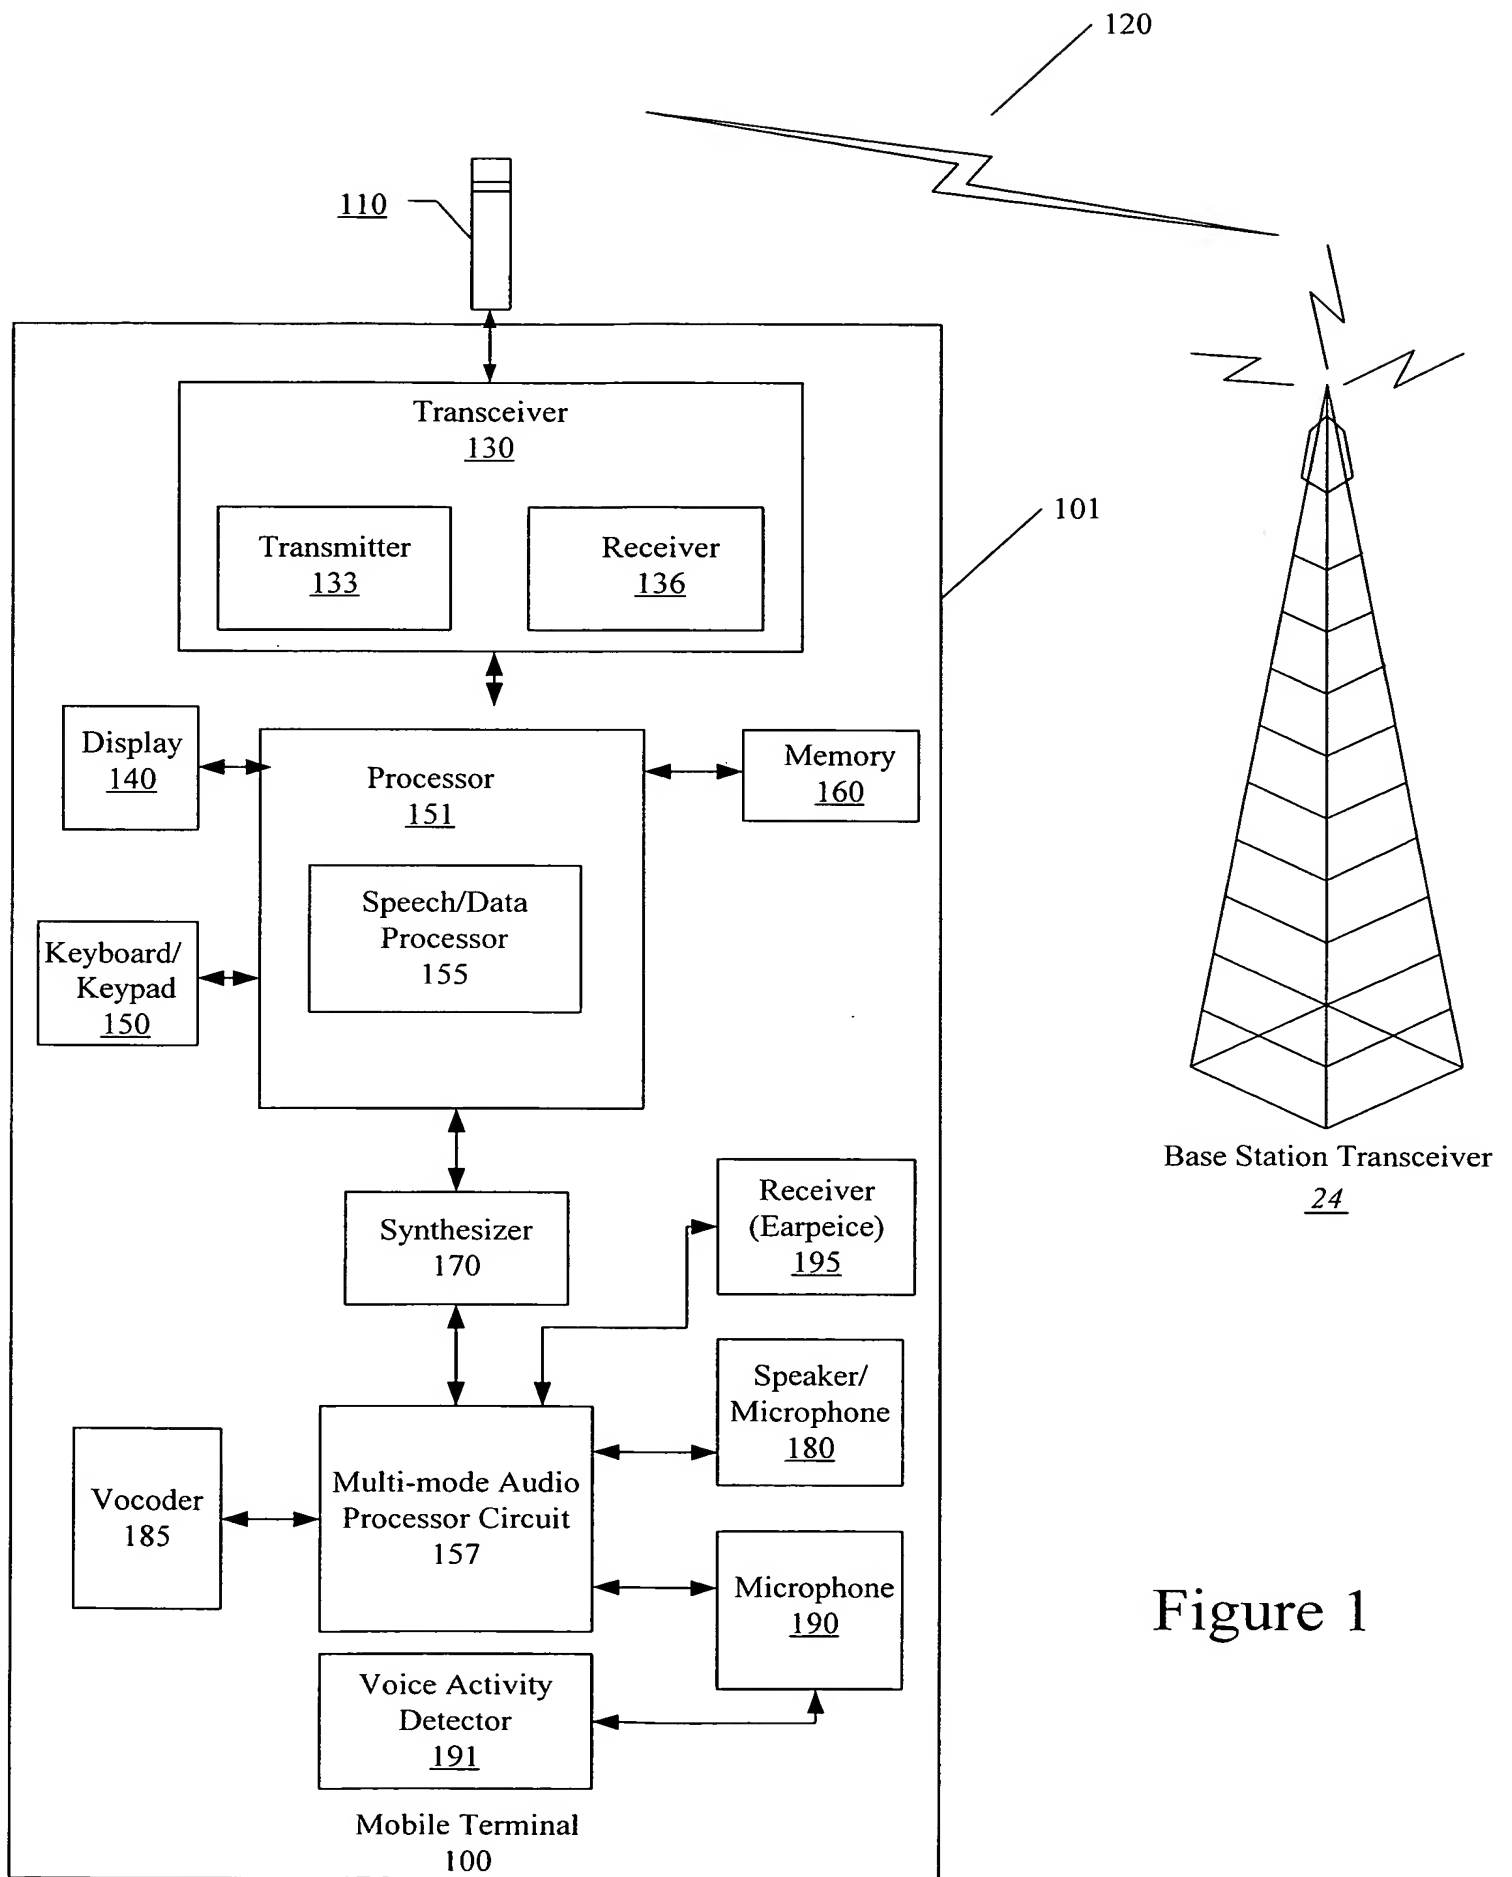 120
110
Transceiver
130
101
Transmitter
133
Receiver
136
Display
140
Processor
151
Memory
160
Speech/Data
Processor
155
Keyboard/
Keypad
150
Base Station Transceiver
24
Synthesizer
170
Receiver
(Earpeice)
195
Speaker/
Microphone
180
Vocoder
185
Multi-mode Audio
Processor Circuit
157
Microphone
190
Figure 1
Voice Activity
Detector
191
Mobile Terminal
100